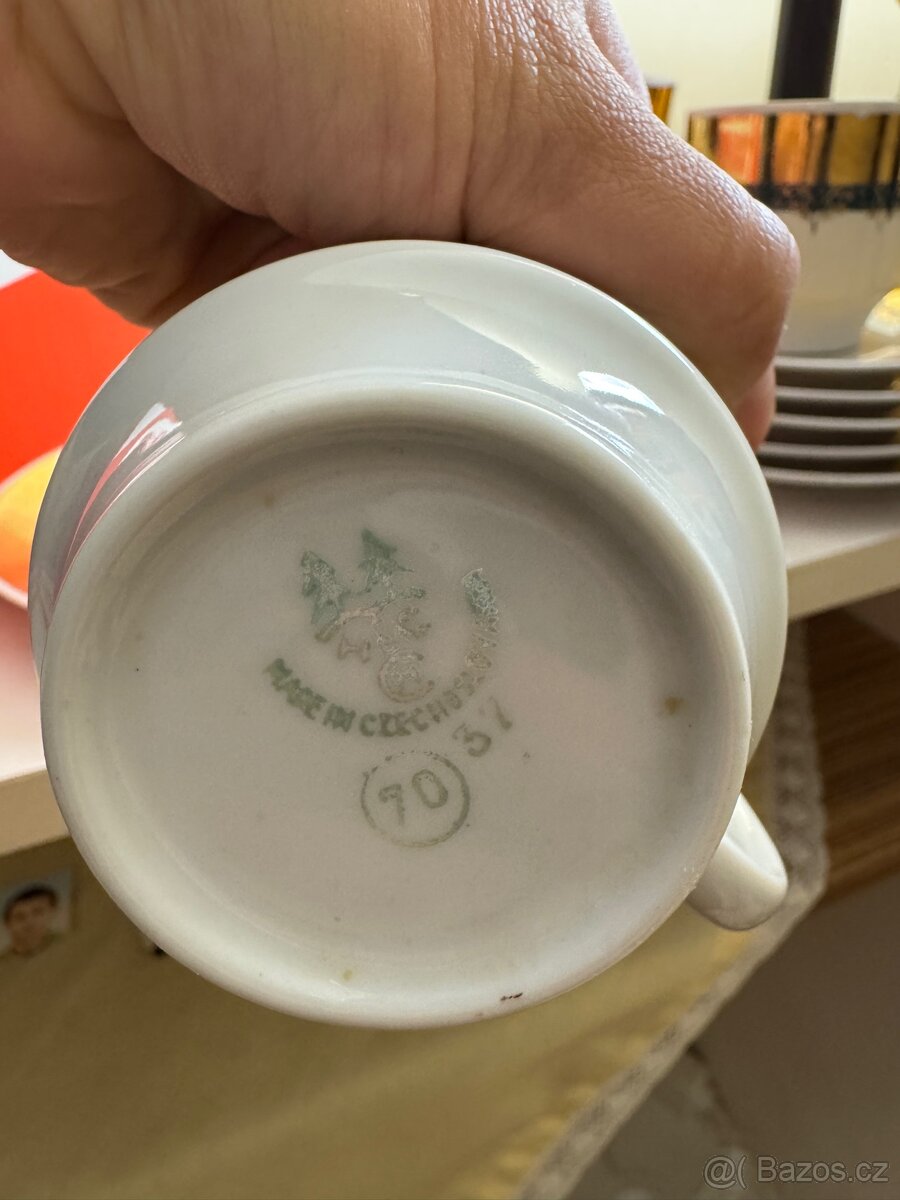 MADE IN CZECHOSLOVAKIA
37
70
@( Bazos.cz